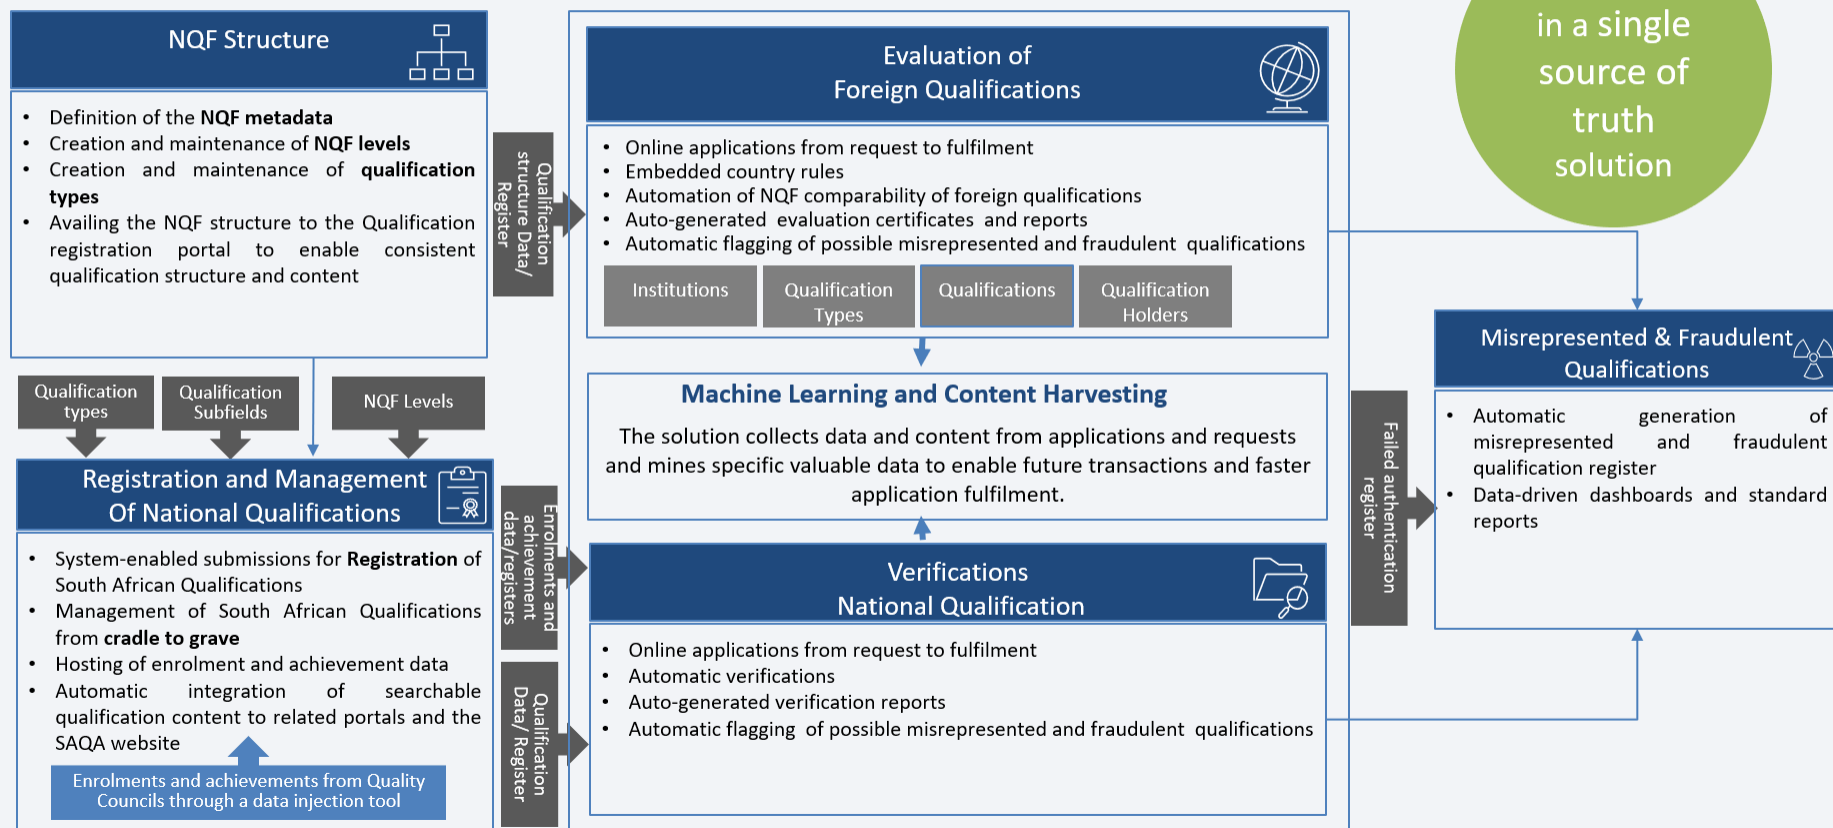 NQF Structure
• Definition of the NQF metadata
• Creation and maintenance of NQF levels
• Creation and maintenance of qualification
types
• Availing the NQF structure to the Qualification
registration portal to enable consistent
qualification structure and content
Qualification
structure Data/
Register
Qualification
types
Qualification
Subfields
NQF Levels
Registration and Management
Of National Qualifications
• System-enabled submissions for Registration of
South African Qualifications
• Management of South African Qualifications
from cradle to grave
• Hosting of enrolment and achievement data
• Automatic integration of searchable
qualification content to related portals and the
SAQA website
Enrolments and achievements from Quality
Councils through a data injection tool
Enrolments and
achievement
data/registers
Qualification
Data/ Register
Evaluation of
Foreign Qualifications
• Online applications from request to fulfilment
• Embedded country rules
• Automation of NQF comparability of foreign qualifications
• Auto-generated evaluation certificates and reports
• Automatic flagging of possible misrepresented and fraudulent qualifications
Institutions
Qualification
Types
Qualifications
Qualification
Holders
Machine Learning and Content Harvesting
The solution collects data and content from applications and requests
and mines specific valuable data to enable future transactions and faster
application fulfilment.
Verifications
National Qualification
• Online applications from request to fulfilment
• Automatic verifications
• Auto-generated verification reports
• Automatic flagging of possible misrepresented and fraudulent qualifications
Failed authentication
register
in a single
source of
truth
solution
Misrepresented & Fraudulent
Qualifications
• Automatic generation of
misrepresented and fraudulent
qualification register
• Data-driven dashboards and standard
reports